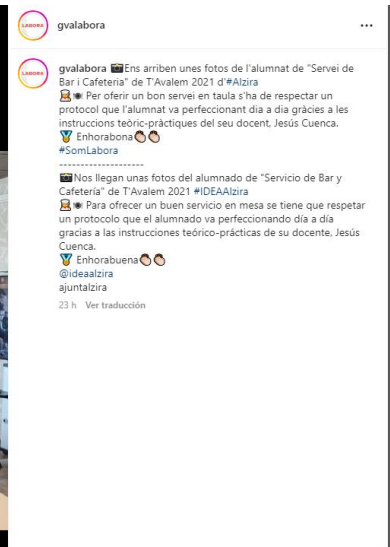 LABORA
gvalabora
...
LABORA
gvalabora 📷Ens arriben unes fotos de l'alumnat de "Servei de
Bar i Cafeteria" de T'Avalem 2021 d'#Alzira
👩‍🍳🍽 Per oferir un bon servei en taula s'ha de respectar un
protocol que l'alumnat va perfeccionant dia a dia gràcies a les
instruccions teòric-pràctiques del seu docent, Jesús Cuenca.
🏅 Enhorabona👏🏻👏🏻
#SomLabora
--------------------
📷Nos llegan unas fotos del alumnado de "Servicio de Bar y
Cafetería" de T'Avalem 2021 #IDEAAlzira
👩‍🍳🍽 Para ofrecer un buen servicio en mesa se tiene que respetar
un protocolo que el alumnado va perfeccionando día a día
gracias a las instrucciones teórico-prácticas de su docente, Jesús
Cuenca.
🏅 Enhorabuena👏🏻👏🏻
@ideaalzira
ajuntalzira
23 h Ver traducción